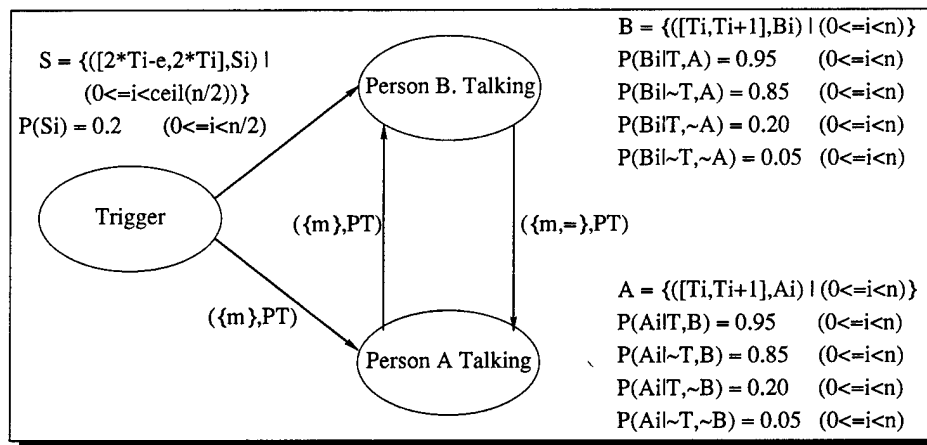 S = {([2*Ti-e,2*Ti],Si) |
(0<=i<ceil(n/2))}
P(Si) = 0.2 (0<=i<n/2)
Person B. Talking
B = {([Ti,Ti+1],Bi) | (0<=i<n)}
P(Bi|T,A) = 0.95 (0<=i<n)
P(Bi|~T,A) = 0.85 (0<=i<n)
P(Bi|T,~A) = 0.20 (0<=i<n)
P(Bi|~T,~A) = 0.05 (0<=i<n)
Trigger
({m},PT)
({m,=},PT)
({m},PT)
Person A Talking
A = {([Ti,Ti+1],Ai) | (0<=i<n)}
P(Ai|T,B) = 0.95 (0<=i<n)
P(Ai|~T,B) = 0.85 (0<=i<n)
P(Ai|T,~B) = 0.20 (0<=i<n)
P(Ai|~T,~B) = 0.05 (0<=i<n)